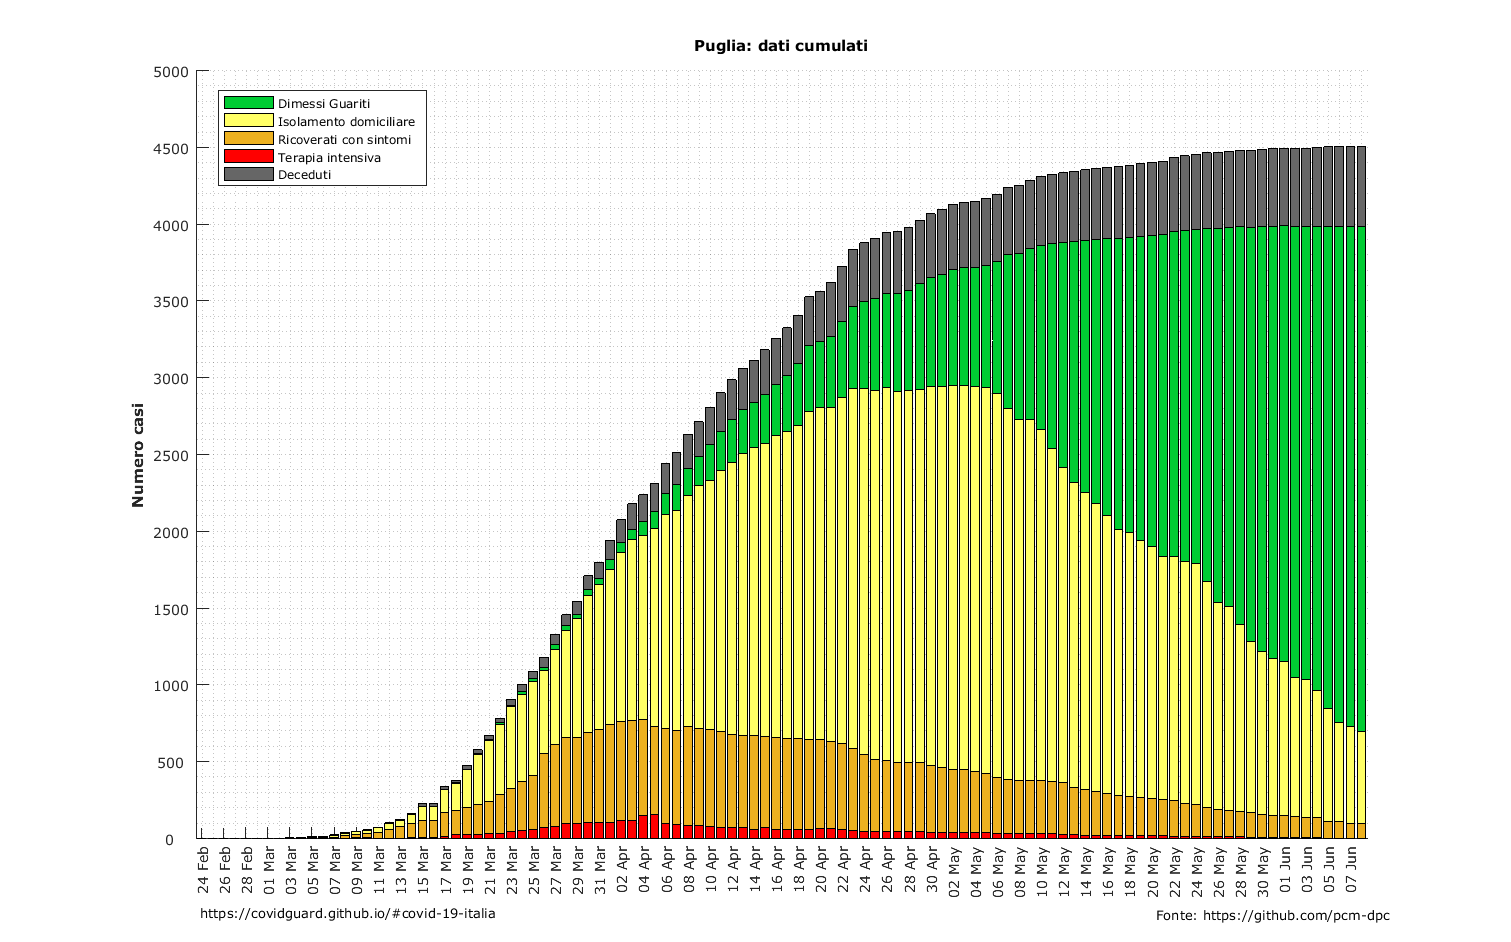 Puglia: dati cumulati
5000
4500
4000
3500
3000
2500
2000
1500
1000
500
0
Numero casi
Dimessi Guariti
Isolamento domiciliare
Ricoverati con sintomi
Terapia intensiva
Deceduti
24 Feb
26 Feb
28 Feb
01 Mar
03 Mar
05 Mar
07 Mar
09 Mar
11 Mar
13 Mar
15 Mar
17 Mar
19 Mar
21 Mar
23 Mar
25 Mar
27 Mar
29 Mar
31 Mar
02 Apr
04 Apr
06 Apr
08 Apr
10 Apr
12 Apr
14 Apr
16 Apr
18 Apr
20 Apr
22 Apr
24 Apr
26 Apr
28 Apr
30 Apr
02 May
04 May
06 May
08 May
10 May
12 May
14 May
16 May
18 May
20 May
22 May
24 May
26 May
28 May
30 May
01 Jun
03 Jun
05 Jun
07 Jun
https://covidguard.github.io/#covid-19-italia
Fonte: https://github.com/pcm-dpc